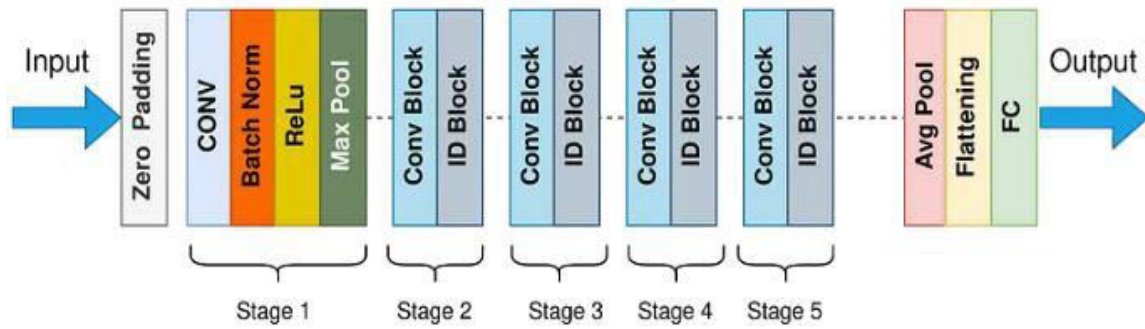 Input
Zero Padding
CONV
Batch Norm
ReLu
Max Pool
Conv Block
ID Block
Conv Block
ID Block
Conv Block
ID Block
Conv Block
ID Block
Avg Pool
Flattening
FC
Output
Stage 1
Stage 2
Stage 3
Stage 4
Stage 5